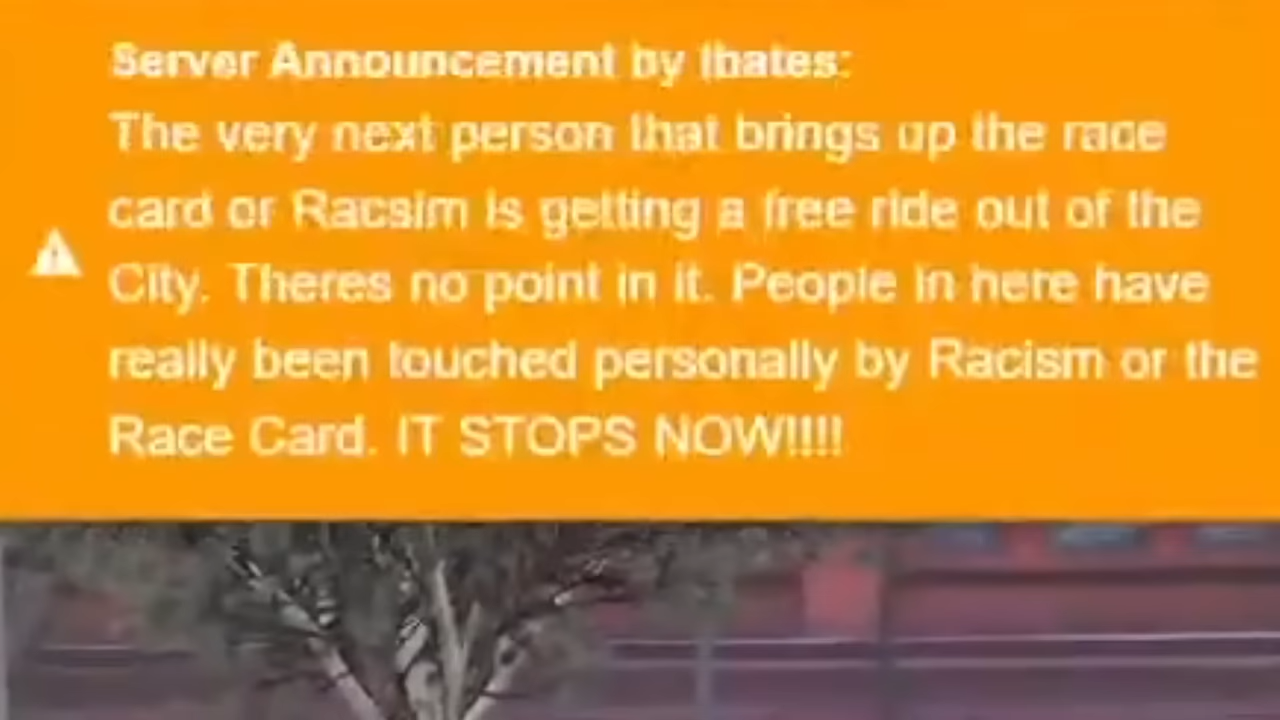 Server Announcement by lbates:
The very next person that brings up the race
card or Racsim is getting a free ride out of the
City. Theres no point in it. People in here have
really been touched personally by Racism or the
Race Card. IT STOPS NOW!!!!